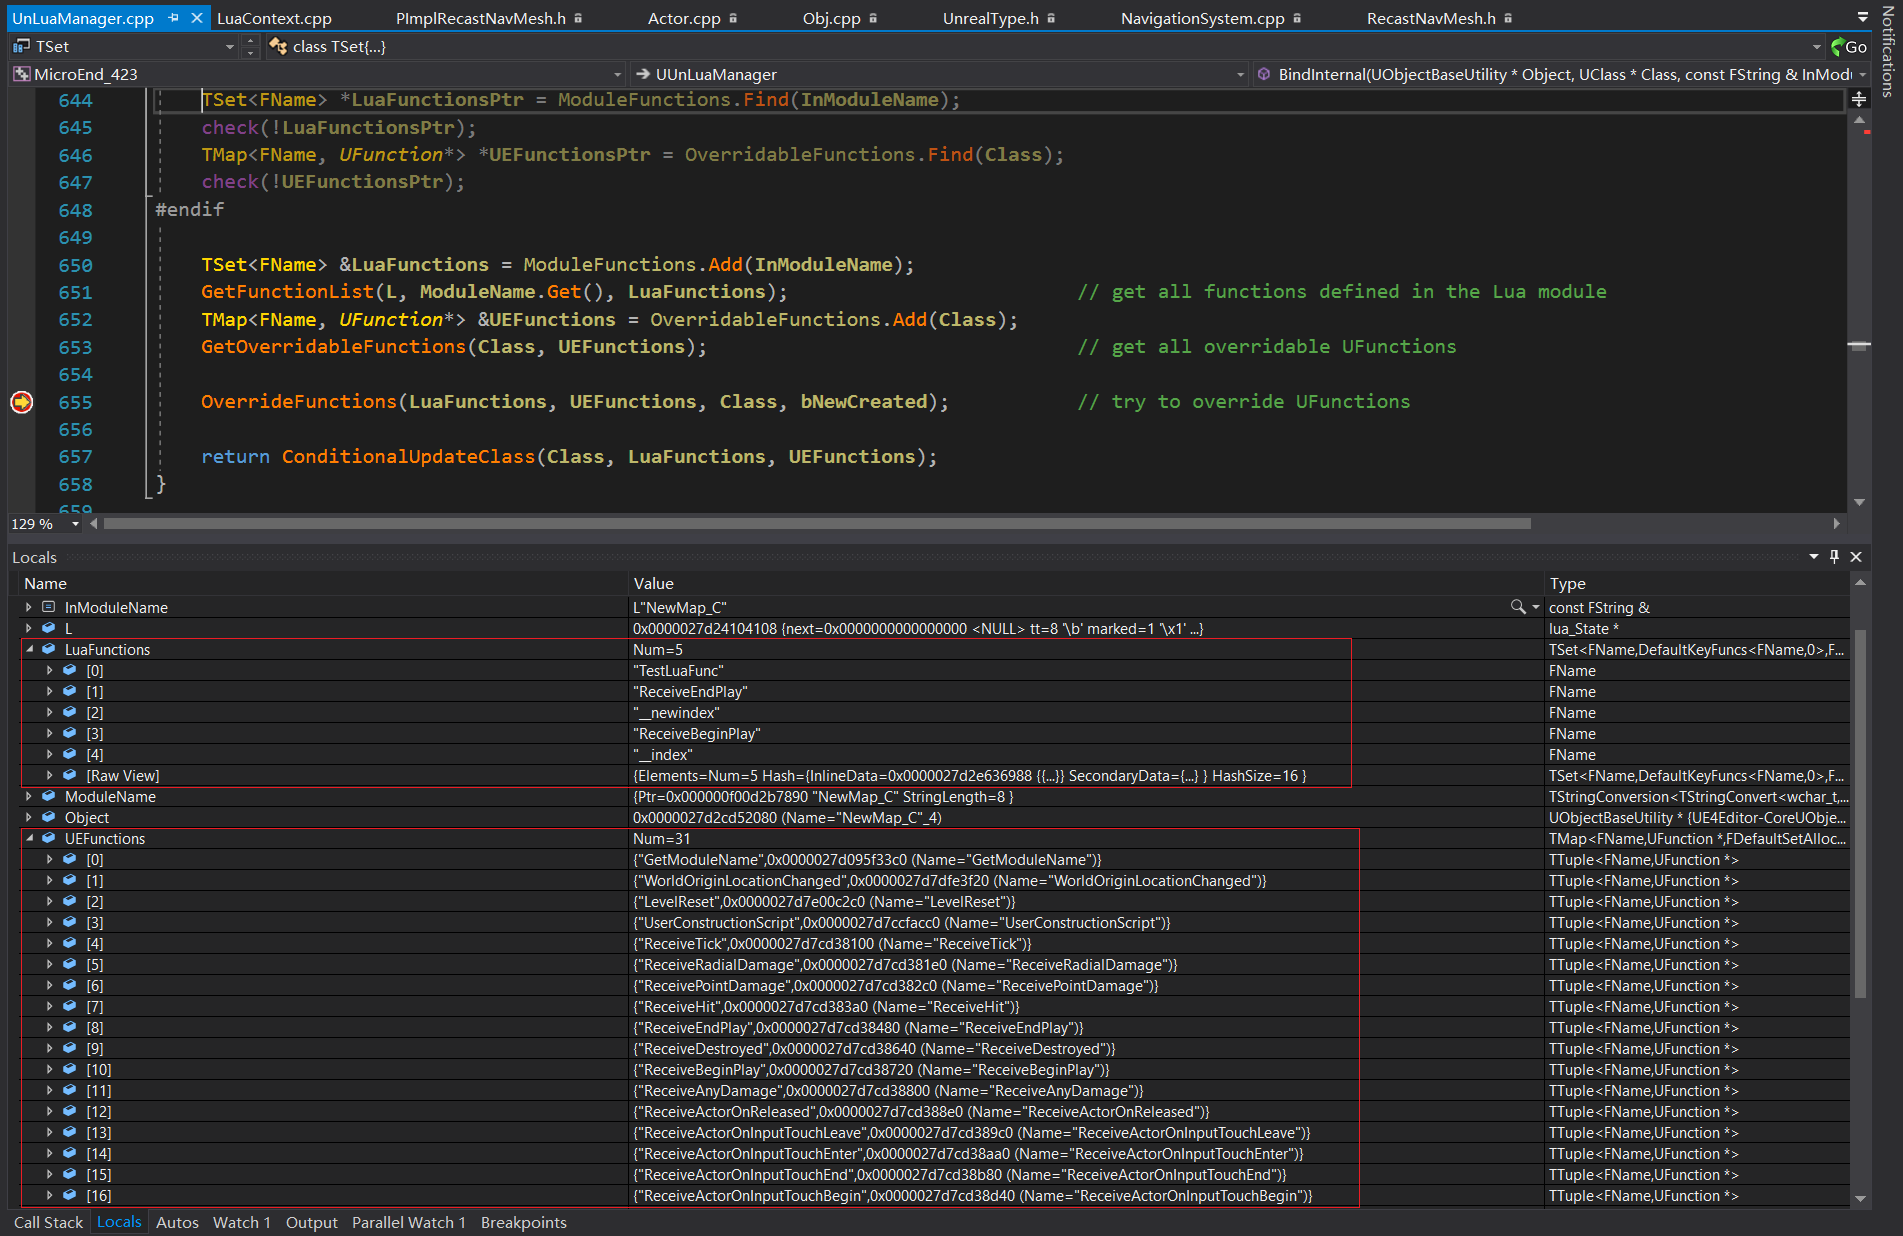 UnLuaManager.cpp LuaContext.cpp PImplRecastNavMesh.h Actor.cpp Obj.cpp UnrealType.h NavigationSystem.cpp RecastNavMesh.h
Notifications
TSet class TSet{...} Go
MicroEnd_423 UUnLuaManager BindInternal(UObjectBaseUtility * Object, UClass * Class, const FString & InModu
644 TSet<FName> *LuaFunctionsPtr = ModuleFunctions.Find(InModuleName);
645 check(!LuaFunctionsPtr);
646 TMap<FName, UFunction*> *UEFunctionsPtr = OverridableFunctions.Find(Class);
647 check(!UEFunctionsPtr);
648 #endif
649
650 TSet<FName> &LuaFunctions = ModuleFunctions.Add(InModuleName);
651 GetFunctionList(L, ModuleName.Get(), LuaFunctions); // get all functions defined in the Lua module
652 TMap<FName, UFunction*> &UEFunctions = OverridableFunctions.Add(Class);
653 GetOverridableFunctions(Class, UEFunctions); // get all overridable UFunctions
654
655 OverrideFunctions(LuaFunctions, UEFunctions, Class, bNewCreated); // try to override UFunctions
656
657 return ConditionalUpdateClass(Class, LuaFunctions, UEFunctions);
658 }
659
129 %
Locals
Name Value Type
InModuleName L"NewMap_C" const FString &
L 0x0000027d24104108 {next=0x0000000000000000 <NULL> tt=8 '\b' marked=1 '\x1' ...} lua_State *
LuaFunctions Num=5 TSet<FName,DefaultKeyFuncs<FName,0>,F...
[0] "TestLuaFunc" FName
[1] "ReceiveEndPlay" FName
[2] "__newindex" FName
[3] "ReceiveBeginPlay" FName
[4] "__index" FName
[Raw View] {Elements=Num=5 Hash={InlineData=0x0000027d2e636988 {{...}} SecondaryData={...} } HashSize=16 } TSet<FName,DefaultKeyFuncs<FName,0>,F...
ModuleName {Ptr=0x000000f00d2b7890 "NewMap_C" StringLength=8 } TStringConversion<TStringConvert<wchar_t,...
Object 0x0000027d2cd52080 (Name="NewMap_C"_4) UObjectBaseUtility * {UE4Editor-CoreUObje...
UEFunctions Num=31 TMap<FName,UFunction *,FDefaultSetAlloc...
[0] {"GetModuleName",0x0000027d095f33c0 (Name="GetModuleName")} TTuple<FName,UFunction *>
[1] {"WorldOriginLocationChanged",0x0000027d7dfe3f20 (Name="WorldOriginLocationChanged")} TTuple<FName,UFunction *>
[2] {"LevelReset",0x0000027d7e00c2c0 (Name="LevelReset")} TTuple<FName,UFunction *>
[3] {"UserConstructionScript",0x0000027d7ccfacc0 (Name="UserConstructionScript")} TTuple<FName,UFunction *>
[4] {"ReceiveTick",0x0000027d7cd38100 (Name="ReceiveTick")} TTuple<FName,UFunction *>
[5] {"ReceiveRadialDamage",0x0000027d7cd381e0 (Name="ReceiveRadialDamage")} TTuple<FName,UFunction *>
[6] {"ReceivePointDamage",0x0000027d7cd382c0 (Name="ReceivePointDamage")} TTuple<FName,UFunction *>
[7] {"ReceiveHit",0x0000027d7cd383a0 (Name="ReceiveHit")} TTuple<FName,UFunction *>
[8] {"ReceiveEndPlay",0x0000027d7cd38480 (Name="ReceiveEndPlay")} TTuple<FName,UFunction *>
[9] {"ReceiveDestroyed",0x0000027d7cd38640 (Name="ReceiveDestroyed")} TTuple<FName,UFunction *>
[10] {"ReceiveBeginPlay",0x0000027d7cd38720 (Name="ReceiveBeginPlay")} TTuple<FName,UFunction *>
[11] {"ReceiveAnyDamage",0x0000027d7cd38800 (Name="ReceiveAnyDamage")} TTuple<FName,UFunction *>
[12] {"ReceiveActorOnReleased",0x0000027d7cd388e0 (Name="ReceiveActorOnReleased")} TTuple<FName,UFunction *>
[13] {"ReceiveActorOnInputTouchLeave",0x0000027d7cd389c0 (Name="ReceiveActorOnInputTouchLeave")} TTuple<FName,UFunction *>
[14] {"ReceiveActorOnInputTouchEnter",0x0000027d7cd38aa0 (Name="ReceiveActorOnInputTouchEnter")} TTuple<FName,UFunction *>
[15] {"ReceiveActorOnInputTouchEnd",0x0000027d7cd38b80 (Name="ReceiveActorOnInputTouchEnd")} TTuple<FName,UFunction *>
[16] {"ReceiveActorOnInputTouchBegin",0x0000027d7cd38d40 (Name="ReceiveActorOnInputTouchBegin")} TTuple<FName,UFunction *>
Call Stack Locals Autos Watch 1 Output Parallel Watch 1 Breakpoints